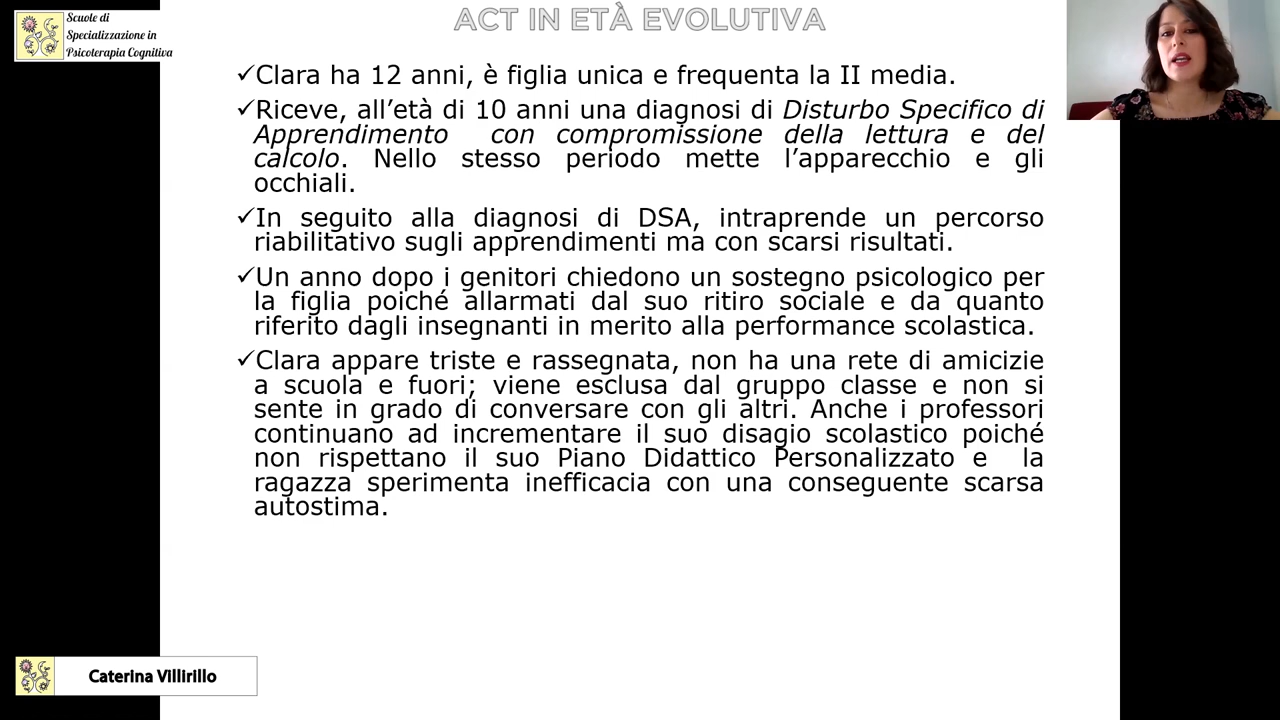 Scuole di
Specializzazione in
Psicoterapia Cognitiva
ACT IN ETÀ EVOLUTIVA
✓Clara ha 12 anni, è figlia unica e frequenta la II media.
✓Riceve, all’età di 10 anni una diagnosi di Disturbo Specifico di
Apprendimento con compromissione della lettura e del
calcolo. Nello stesso periodo mette l’apparecchio e gli
occhiali.
✓In seguito alla diagnosi di DSA, intraprende un percorso
riabilitativo sugli apprendimenti ma con scarsi risultati.
✓Un anno dopo i genitori chiedono un sostegno psicologico per
la figlia poiché allarmati dal suo ritiro sociale e da quanto
riferito dagli insegnanti in merito alla performance scolastica.
✓Clara appare triste e rassegnata, non ha una rete di amicizie
a scuola e fuori; viene esclusa dal gruppo classe e non si
sente in grado di conversare con gli altri. Anche i professori
continuano ad incrementare il suo disagio scolastico poiché
non rispettano il suo Piano Didattico Personalizzato e la
ragazza sperimenta inefficacia con una conseguente scarsa
autostima.
Caterina Villirillo